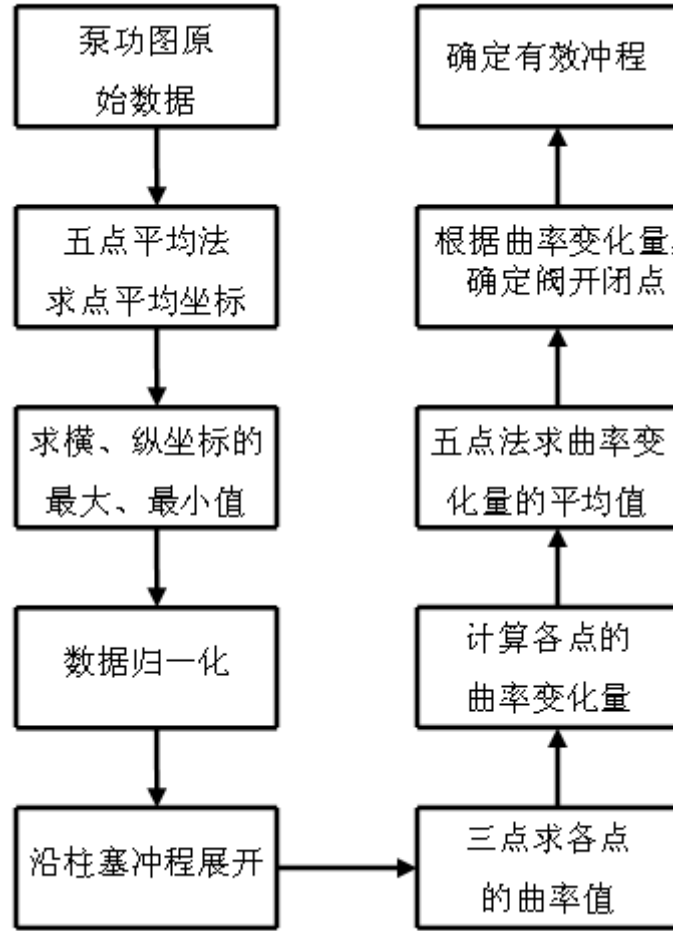 泵功图原
始数据
五点平均法
求点平均坐标
求横、纵坐标的
最大、最小值
数据归一化
沿柱塞冲程展开
三点求各点
的曲率值
计算各点的
曲率变化量
五点法求曲率变
化量的平均值
根据曲率变化量,
确定阀开闭点
确定有效冲程